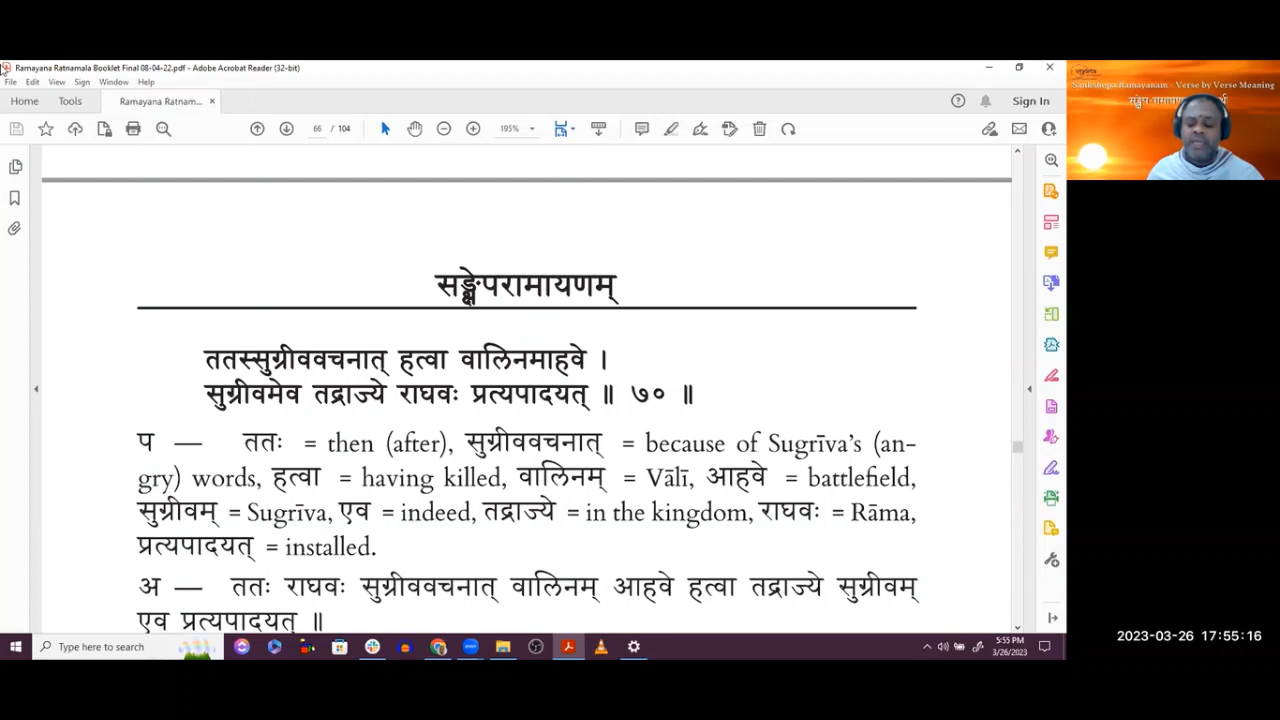 Ramayana Ratnamala Booklet Final 08-04-22.pdf - Adobe Acrobat Reader (32-bit)
File Edit View Sign Window Help
Home Tools Ramayana Ratnam... × Sign In
66 / 104 195%
Samkshepa Ramayanam - Verse by Verse Meaning
सङ्क्षेपरामायणम्
ततस्सुग्रीववचनात् हत्वा वालिनमाहवे ।
सुग्रीवमेव तद्राज्ये राघवः प्रत्यपादयत् ॥ ७० ॥
प — ततः = then (after), सुग्रीववचनात् = because of Sugrīva’s (an-
gry) words, हत्वा = having killed, वालिनम् = Vālī, आहवे = battlefield,
सुग्रीवम् = Sugrīva, एव = indeed, तद्राज्ये = in the kingdom, राघवः = Rāma,
प्रत्यपादयत् = installed.
अ — ततः राघवः सुग्रीववचनात् वालिनम् आहवे हत्वा तद्राज्ये सुग्रीवम्
एव प्रत्यपादयत् ॥
Type here to search
5:55 PM
3/26/2023
2023-03-26 17:55:16